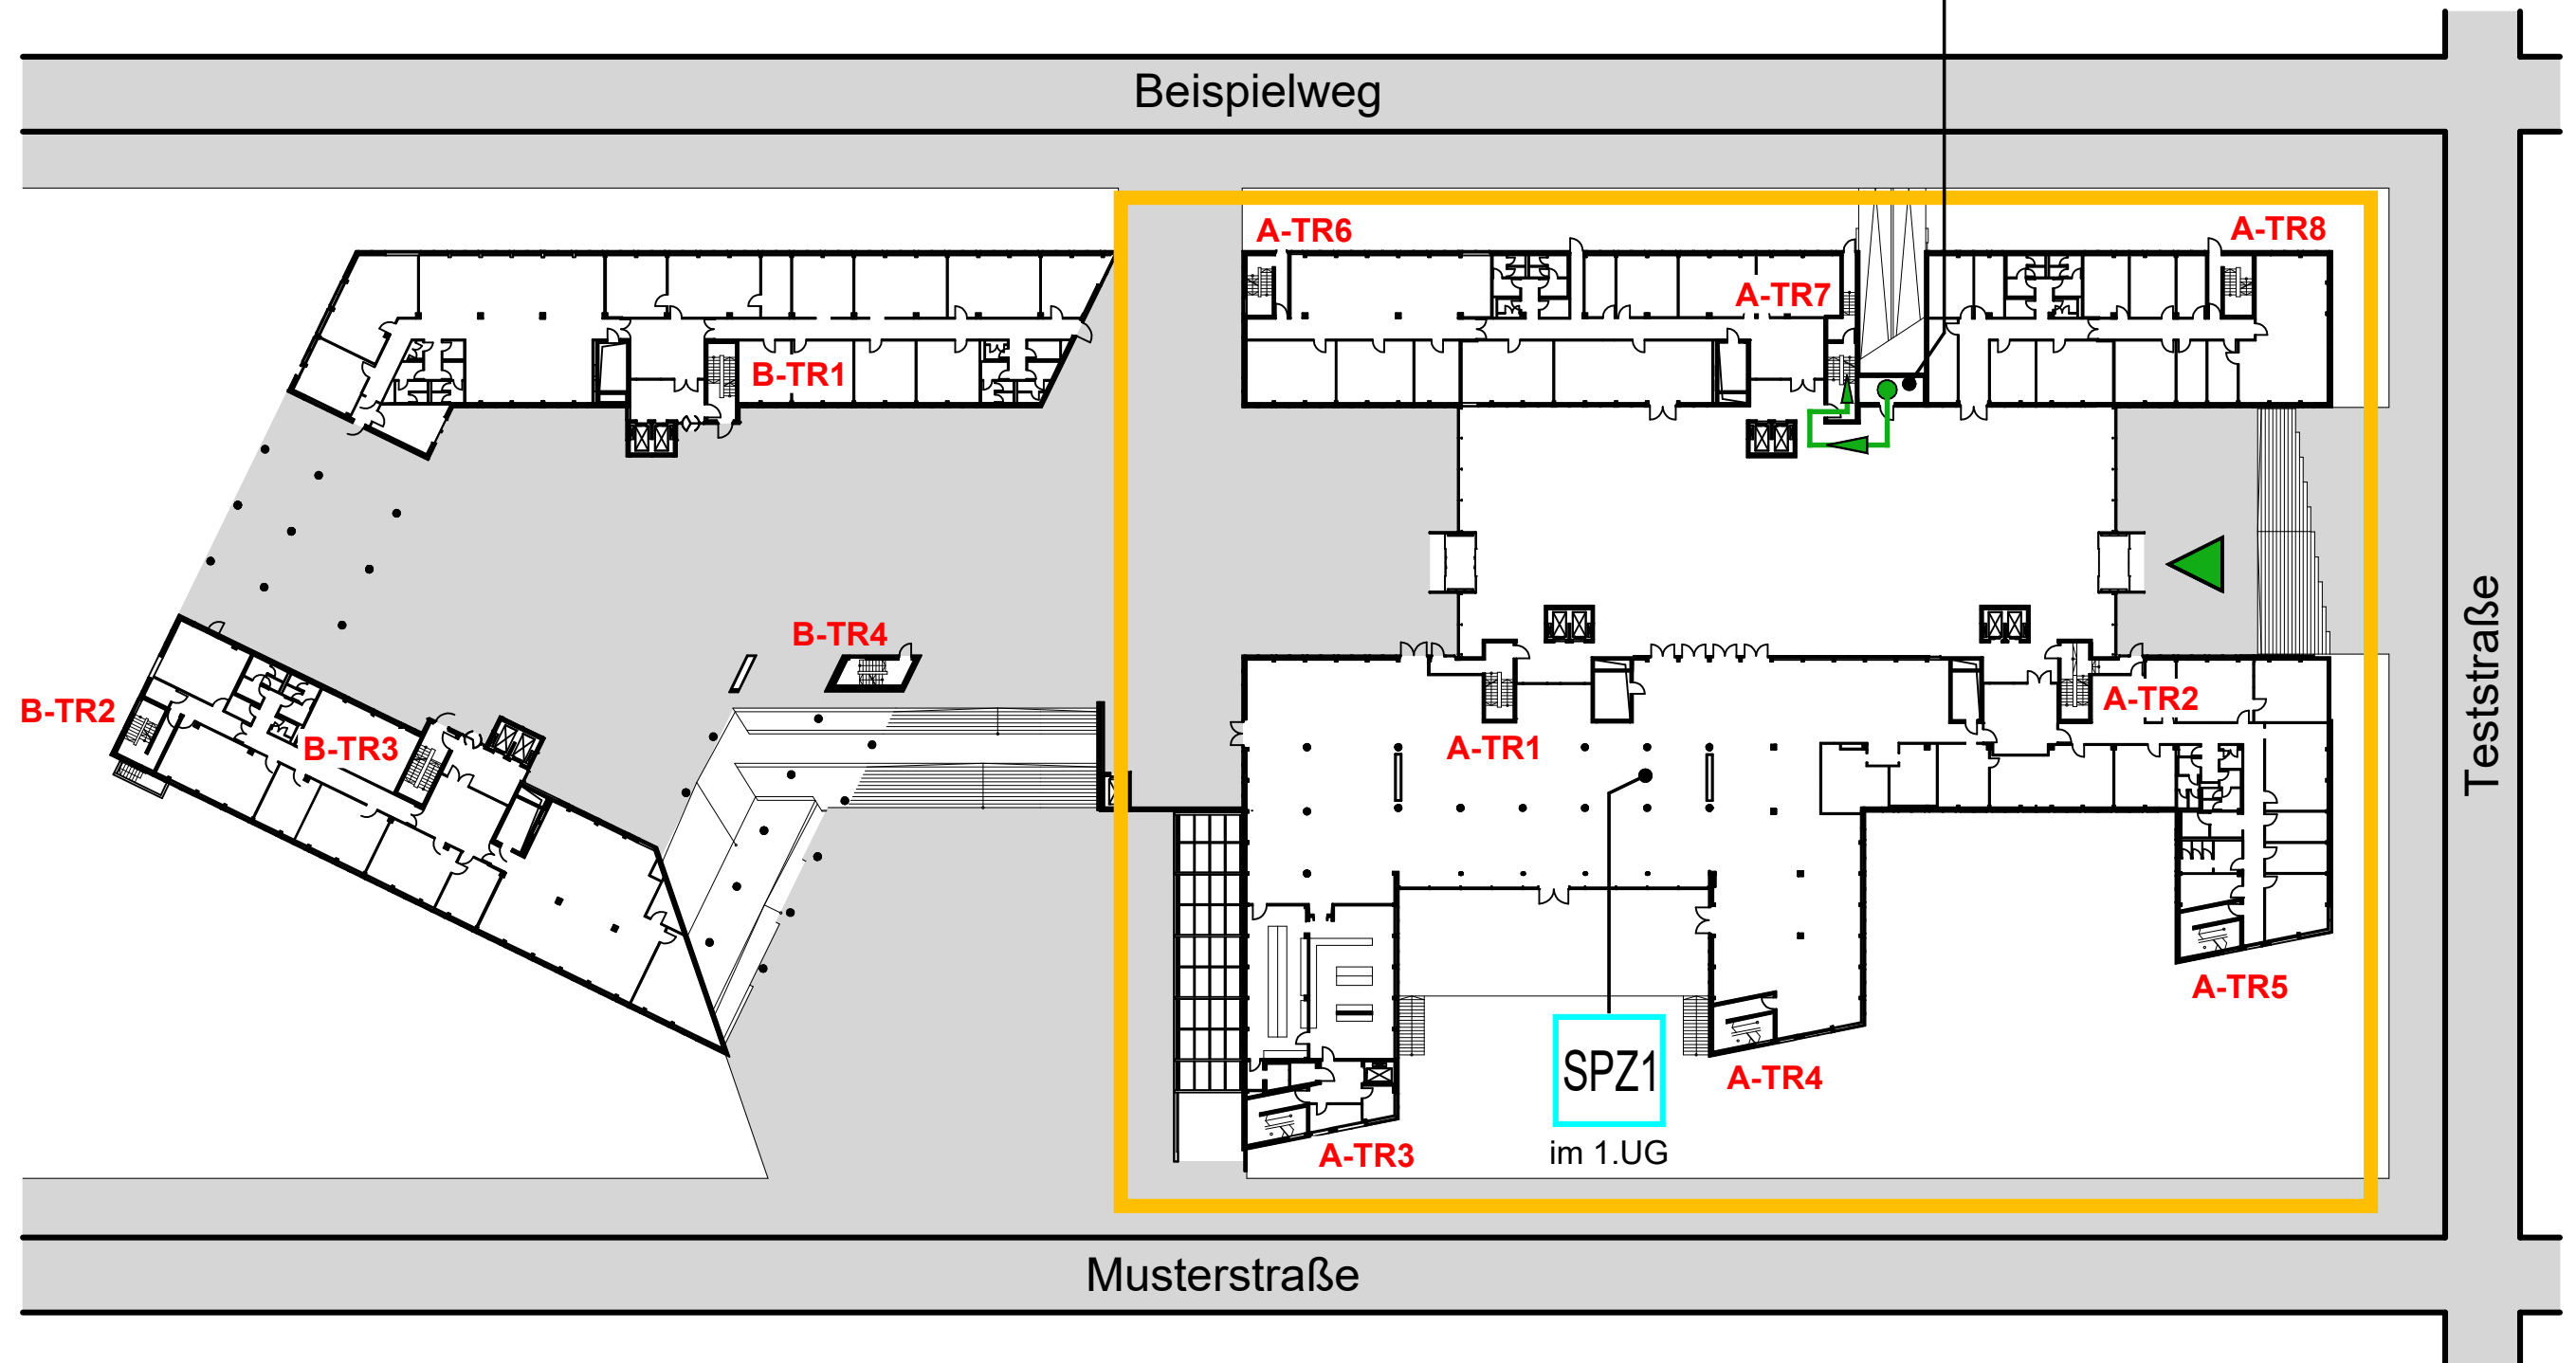 Beispielweg
A-TR6
A-TR8
A-TR7
B-TR1
B-TR4
B-TR2
B-TR3
A-TR1
A-TR2
Teststraße
A-TR5
SPZ1
A-TR4
im 1.UG
A-TR3
Musterstraße